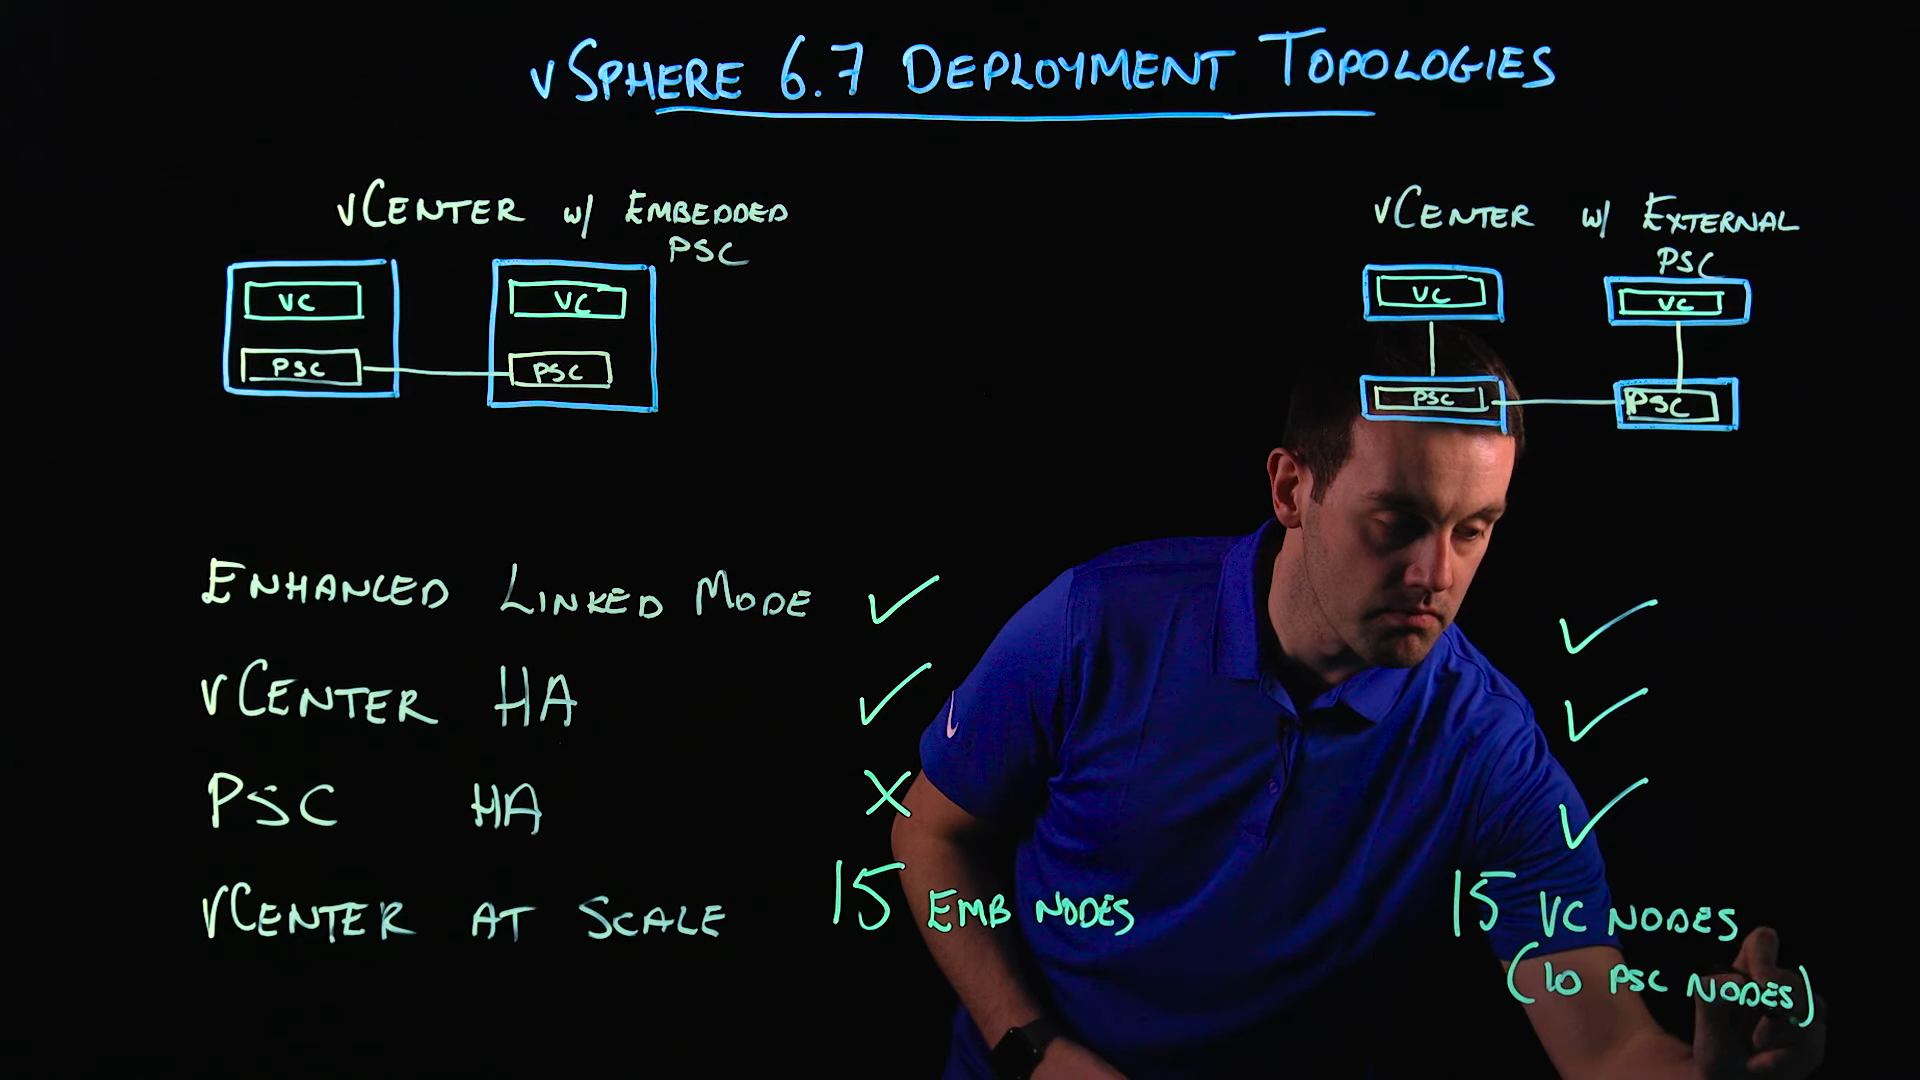 vSPHERE 6.7 DEPLOYMENT TOPOLOGIES
vCENTER w/ EMBEDDED
PSC
VC
PSC
VC
PSC
vCENTER w/ EXTERNAL
PSC
VC
VC
PSC
PSC
ENHANCED LINKED MODE ✓ ✓
vCENTER HA ✓ ✓
PSC HA X ✓
VCENTER AT SCALE 15 EMB NODES 15 VC NODES
(10 PSC NODES)